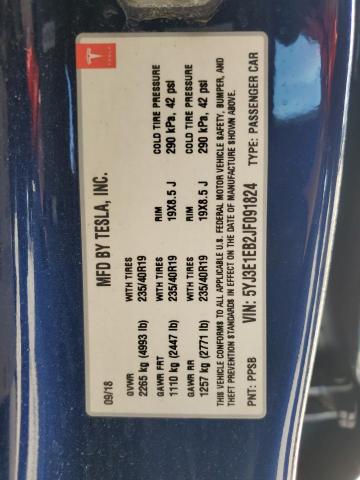 TESLA
09/18 MFD BY TESLA, INC.
GVWR WITH TIRES RIM COLD TIRE PRESSURE
2265 kg (4993 lb) 235/40R19 19X8.5 J 290 kPa, 42 psi
GAWR FRT WITH TIRES RIM COLD TIRE PRESSURE
1110 kg (2447 lb) 235/40R19 19X8.5 J 290 kPa, 42 psi
GAWR RR WITH TIRES
1257 kg (2771 lb) 235/40R19
THIS VEHICLE CONFORMS TO ALL APPLICABLE U.S. FEDERAL MOTOR VEHICLE SAFETY, BUMPER, AND
THEFT PREVENTION STANDARDS IN EFFECT ON THE DATE OF MANUFACTURE SHOWN ABOVE.
VIN: 5YJ3E1EB2JF091824
PNT: PPSB TYPE: PASSENGER CAR